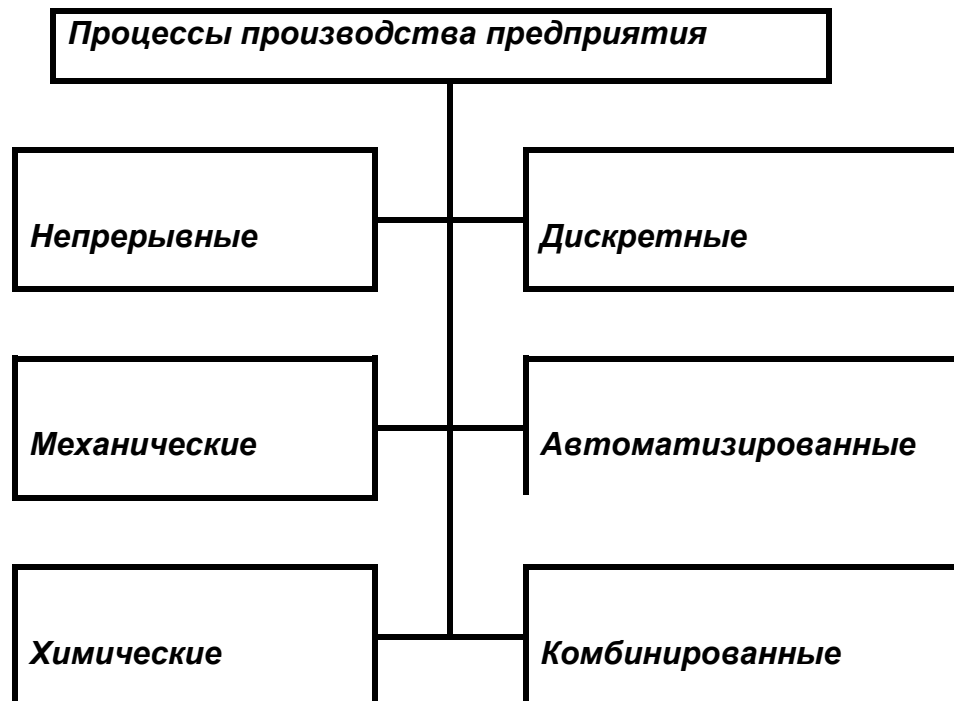 Процессы производства предприятия
Непрерывные
Дискретные
Механические
Автоматизированные
Химические
Комбинированные